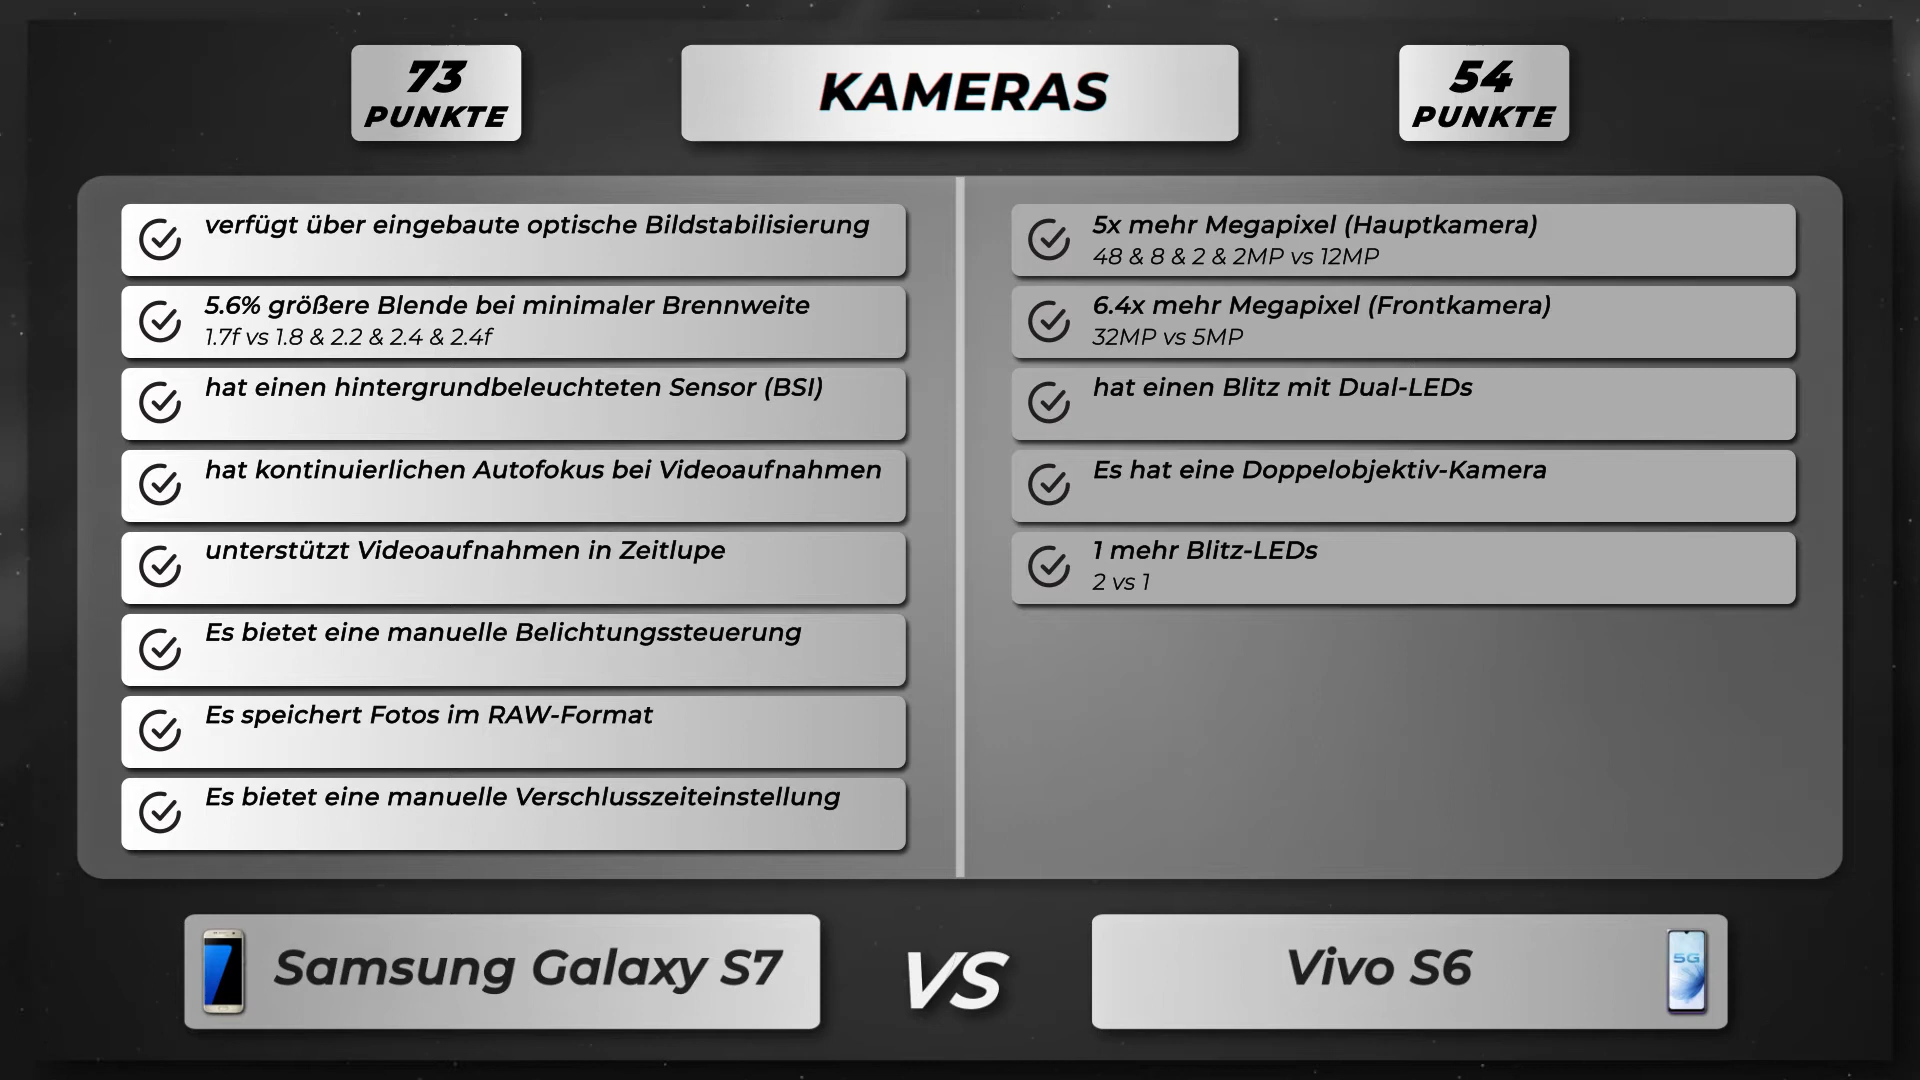 73
PUNKTE
KAMERAS
54
PUNKTE
verfügt über eingebaute optische Bildstabilisierung
5.6% größere Blende bei minimaler Brennweite
1.7f vs 1.8 & 2.2 & 2.4 & 2.4f
hat einen hintergrundbeleuchteten Sensor (BSI)
hat kontinuierlichen Autofokus bei Videoaufnahmen
unterstützt Videoaufnahmen in Zeitlupe
Es bietet eine manuelle Belichtungssteuerung
Es speichert Fotos im RAW-Format
Es bietet eine manuelle Verschlusszeiteinstellung
5x mehr Megapixel (Hauptkamera)
48 & 8 & 2 & 2MP vs 12MP
6.4x mehr Megapixel (Frontkamera)
32MP vs 5MP
hat einen Blitz mit Dual-LEDs
Es hat eine Doppelobjektiv-Kamera
1 mehr Blitz-LEDs
2 vs 1
Samsung Galaxy S7
VS
Vivo S6
5G